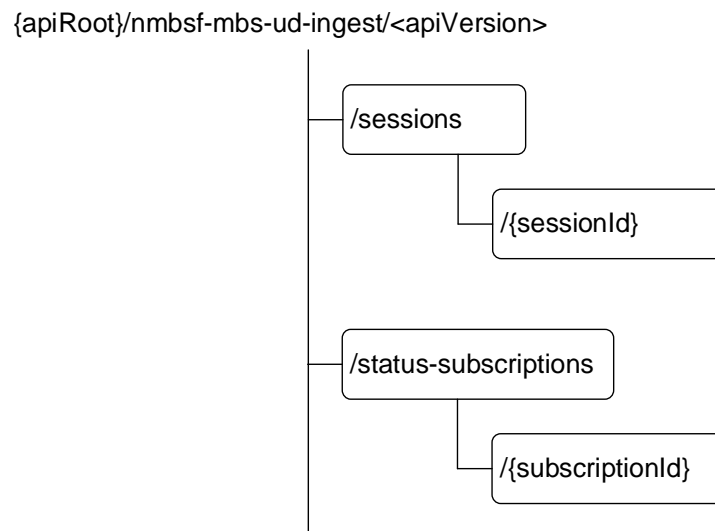 {apiRoot}/nmbsf-mbs-ud-ingest/<apiVersion>
/sessions
/{sessionId}
/status-subscriptions
/{subscriptionId}